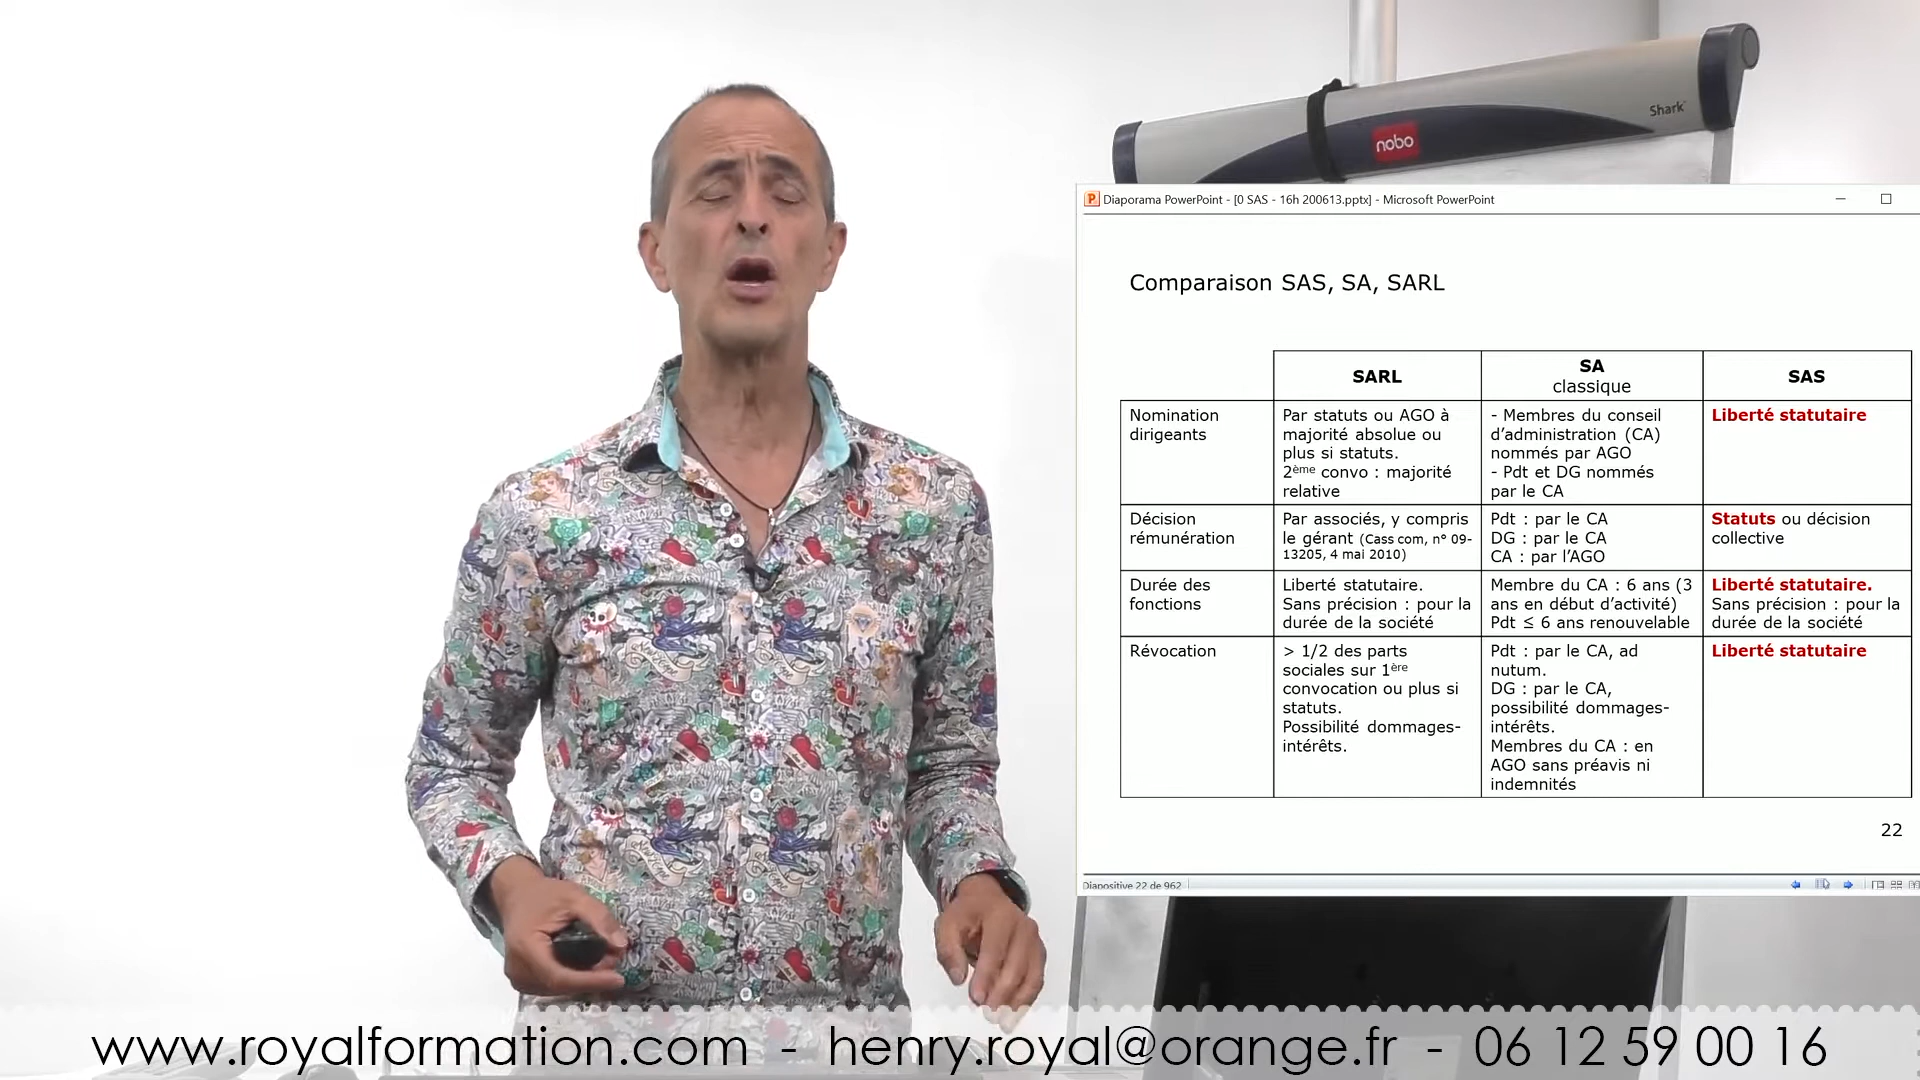 Shark
nobo
Diaporama PowerPoint - [0 SAS - 16h 200613.pptx] - Microsoft PowerPoint
Comparaison SAS, SA, SARL
SARL
SA
classique
SAS
Nomination
dirigeants
Par statuts ou AGO à
majorité absolue ou
plus si statuts.
2ème convo : majorité
relative
- Membres du conseil
d’administration (CA)
nommés par AGO
- Pdt et DG nommés
par le CA
Liberté statutaire
Décision
rémunération
Par associés, y compris
le gérant (Cass com, n° 09-
13205, 4 mai 2010)
Pdt : par le CA
DG : par le CA
CA : par l’AGO
Statuts ou décision
collective
Durée des
fonctions
Liberté statutaire.
Sans précision : pour la
durée de la société
Membre du CA : 6 ans (3
ans en début d’activité)
Pdt ≤ 6 ans renouvelable
Liberté statutaire.
Sans précision : pour la
durée de la société
Révocation
> 1/2 des parts
sociales sur 1ère
convocation ou plus si
statuts.
Possibilité dommages-
intérêts.
Pdt : par le CA, ad
nutum.
DG : par le CA,
possibilité dommages-
intérêts.
Membres du CA : en
AGO sans préavis ni
indemnités
Liberté statutaire
22
Diapositive 22 de 962
www.royalformation.com - henry.royal@orange.fr - 06 12 59 00 16